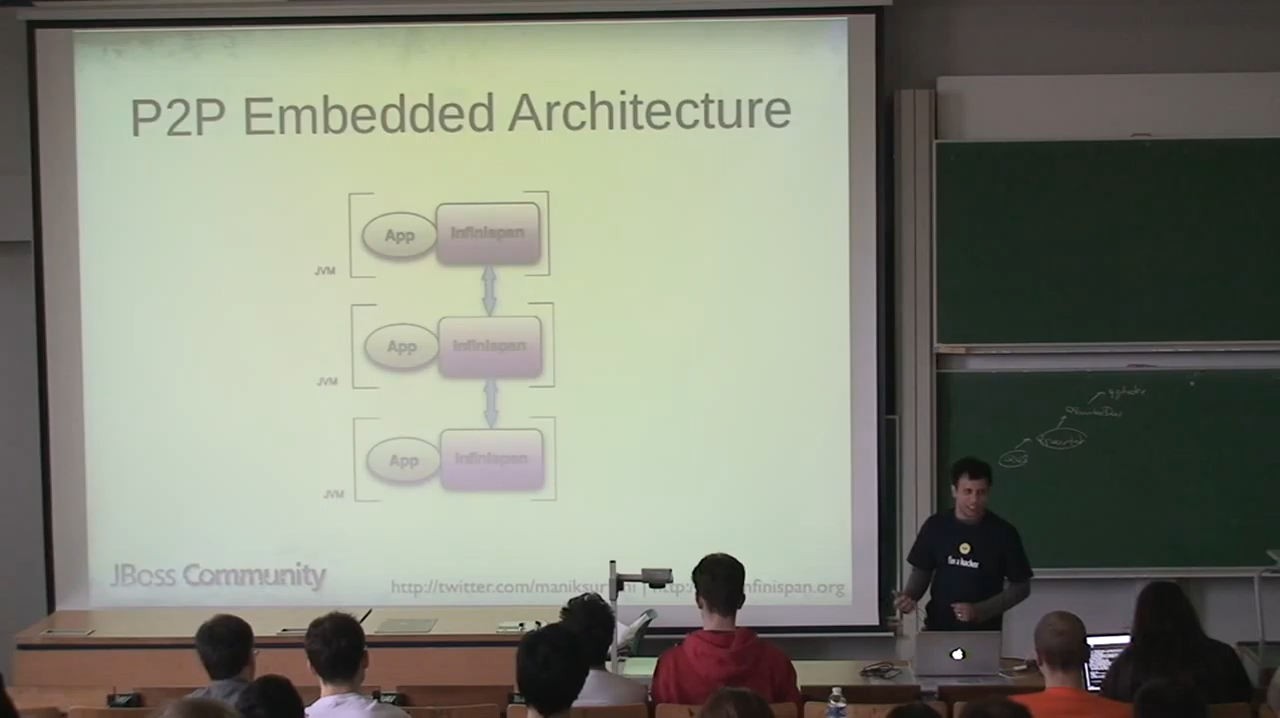 P2P Embedded Architecture
App Infinispan
JVM
App Infinispan
JVM
App Infinispan
JVM
JBoss Community
http://twitter.com/maniksur | infinispan.org
I'm a hacker